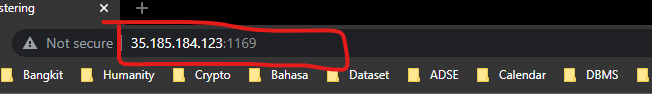 stering
Not secure 35.185.184.123:1169
Bangkit Humanity Crypto Bahasa Dataset ADSE Calendar DBMS